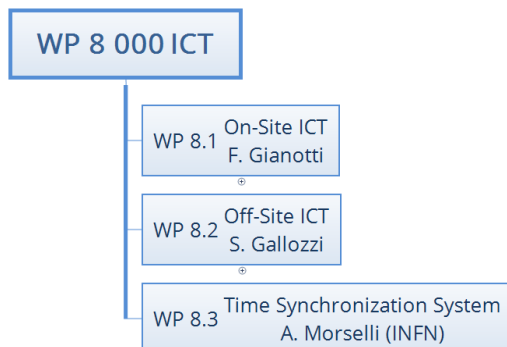 WP 8 000 ICT
WP 8.1 On-Site ICT
F. Gianotti
WP 8.2 Off-Site ICT
S. Gallozzi
WP 8.3 Time Synchronization System
A. Morselli (INFN)